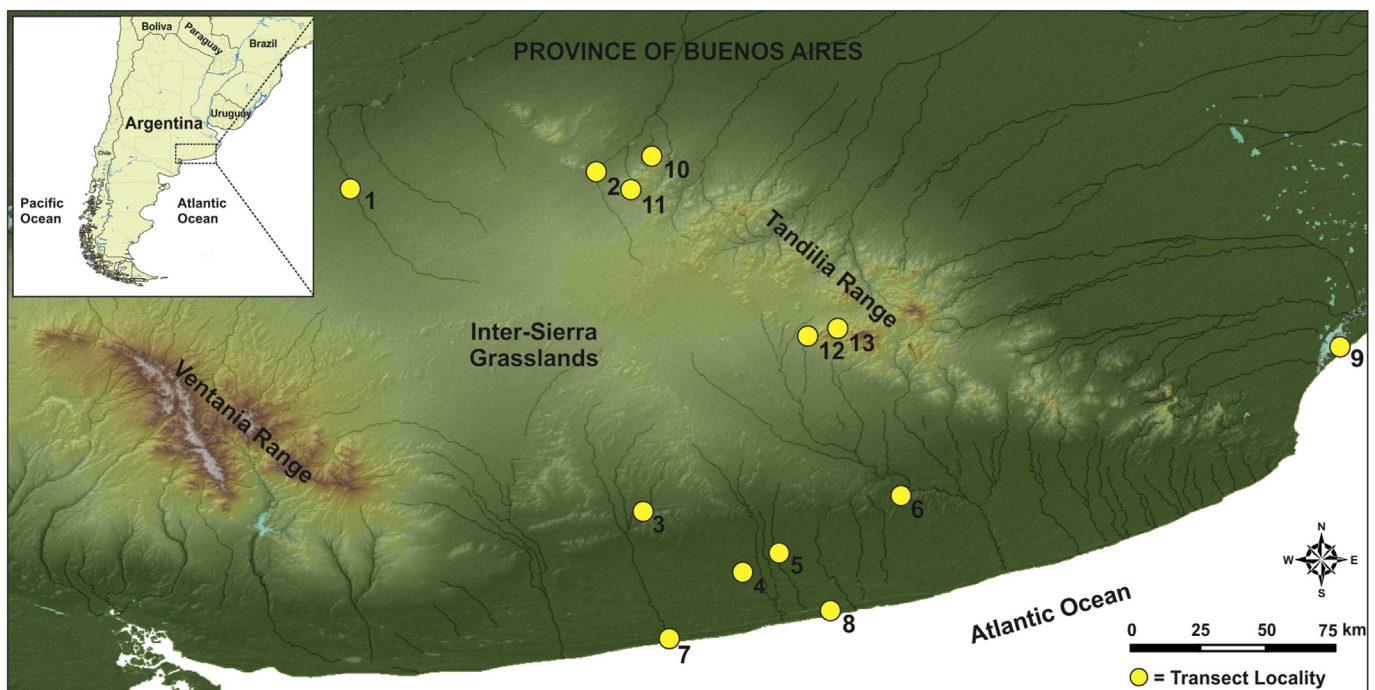 Boliva
Paraguay
Brazil
Uruguay
Argentina
Chile
Pacific
Ocean
Atlantic
Ocean
PROVINCE OF BUENOS AIRES
1
2
10
11
Tandilia Range
Inter-Sierra
Grasslands
12
13
9
Ventania Range
3
6
5
4
8
7
Atlantic Ocean
N
W
E
S
0 25 50 75 km
= Transect Locality